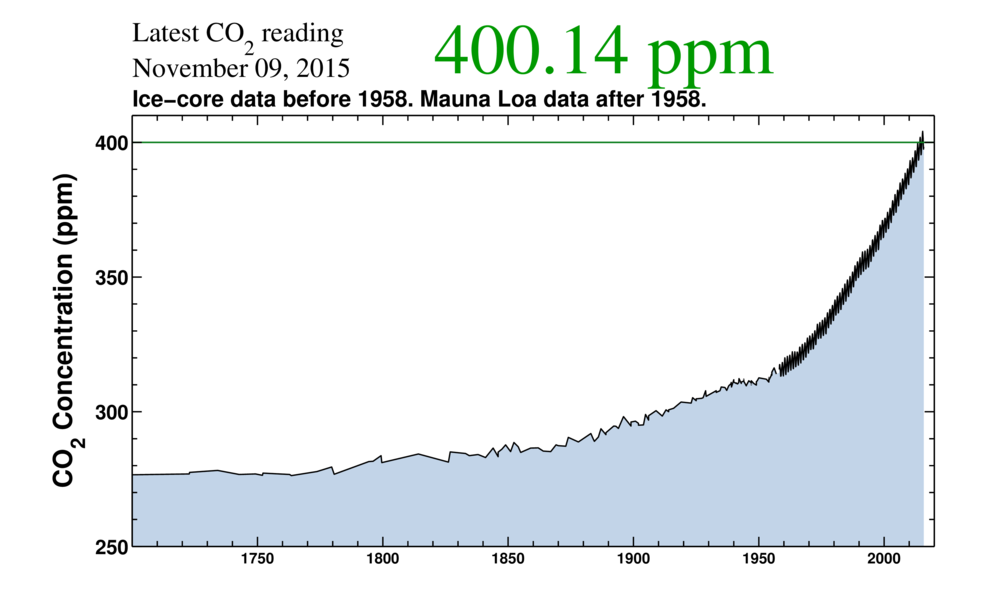 Latest CO2 reading
November 09, 2015
400.14 ppm
Ice−core data before 1958. Mauna Loa data after 1958.
CO2 Concentration (ppm)
400
350
300
250
1750 1800 1850 1900 1950 2000